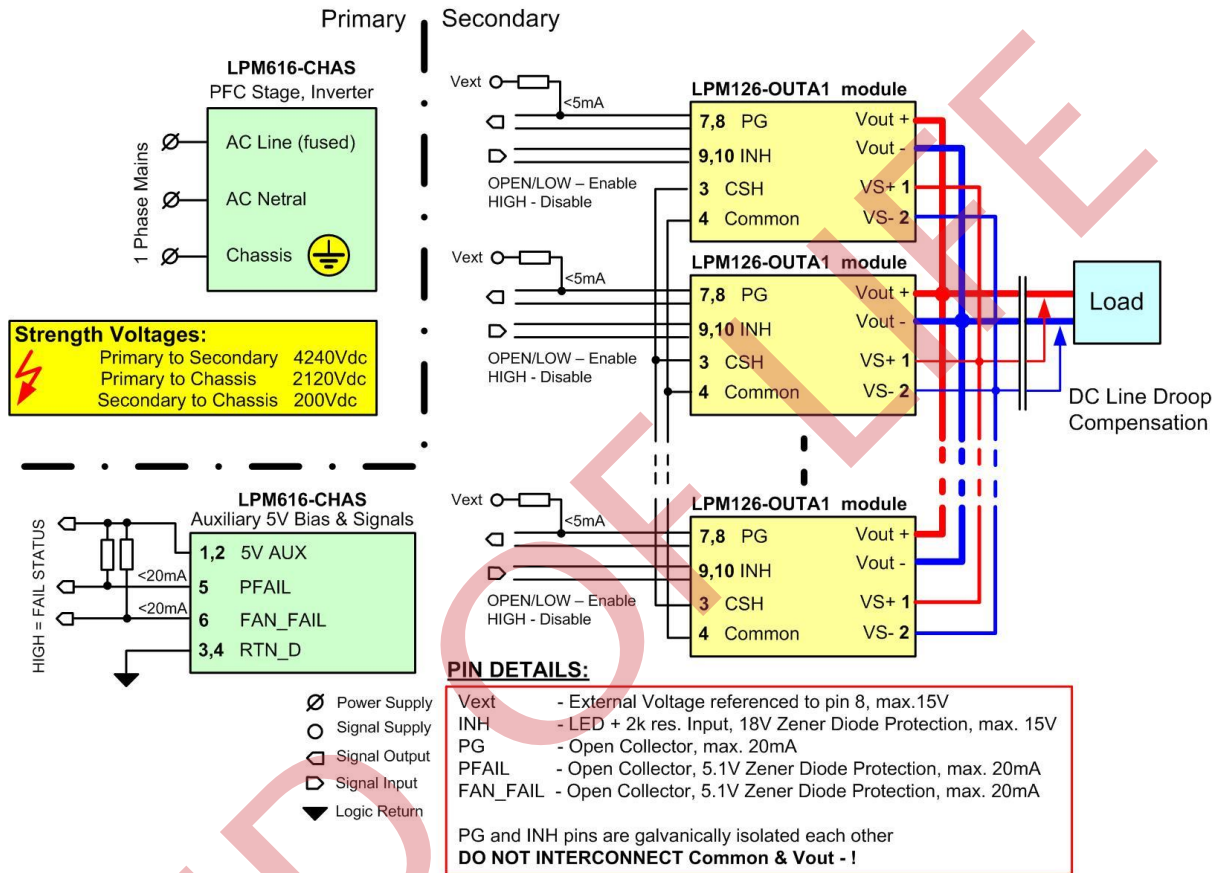 Primary
Secondary
LPM616-CHAS
PFC Stage, Inverter
1 Phase Mains
AC Line (fused)
AC Netral
Chassis
Strength Voltages:
Primary to Secondary 4240Vdc
Primary to Chassis 2120Vdc
Secondary to Chassis 200Vdc
LPM616-CHAS
Auxiliary 5V Bias & Signals
HIGH = FAIL STATUS
1,2 5V AUX
<20mA
5 PFAIL
<20mA
6 FAN_FAIL
3,4 RTN_D
Power Supply
Signal Supply
Signal Output
Signal Input
Logic Return
Vext
<5mA
OPEN/LOW – Enable
HIGH - Disable
LPM126-OUTA1 module
7,8 PG
Vout +
9,10 INH
Vout -
3 CSH
VS+ 1
4 Common
VS- 2
Vext
<5mA
OPEN/LOW – Enable
HIGH - Disable
LPM126-OUTA1 module
7,8 PG
Vout +
9,10 INH
Vout -
3 CSH
VS+ 1
4 Common
VS- 2
Load
DC Line Droop
Compensation
Vext
<5mA
OPEN/LOW – Enable
HIGH - Disable
LPM126-OUTA1 module
7,8 PG
Vout +
9,10 INH
Vout -
3 CSH
VS+ 1
4 Common
VS- 2
PIN DETAILS:
Vext - External Voltage referenced to pin 8, max.15V
INH - LED + 2k res. Input, 18V Zener Diode Protection, max. 15V
PG - Open Collector, max. 20mA
PFAIL - Open Collector, 5.1V Zener Diode Protection, max. 20mA
FAN_FAIL - Open Collector, 5.1V Zener Diode Protection, max. 20mA
PG and INH pins are galvanically isolated each other
DO NOT INTERCONNECT Common & Vout - !
D OF LIFE